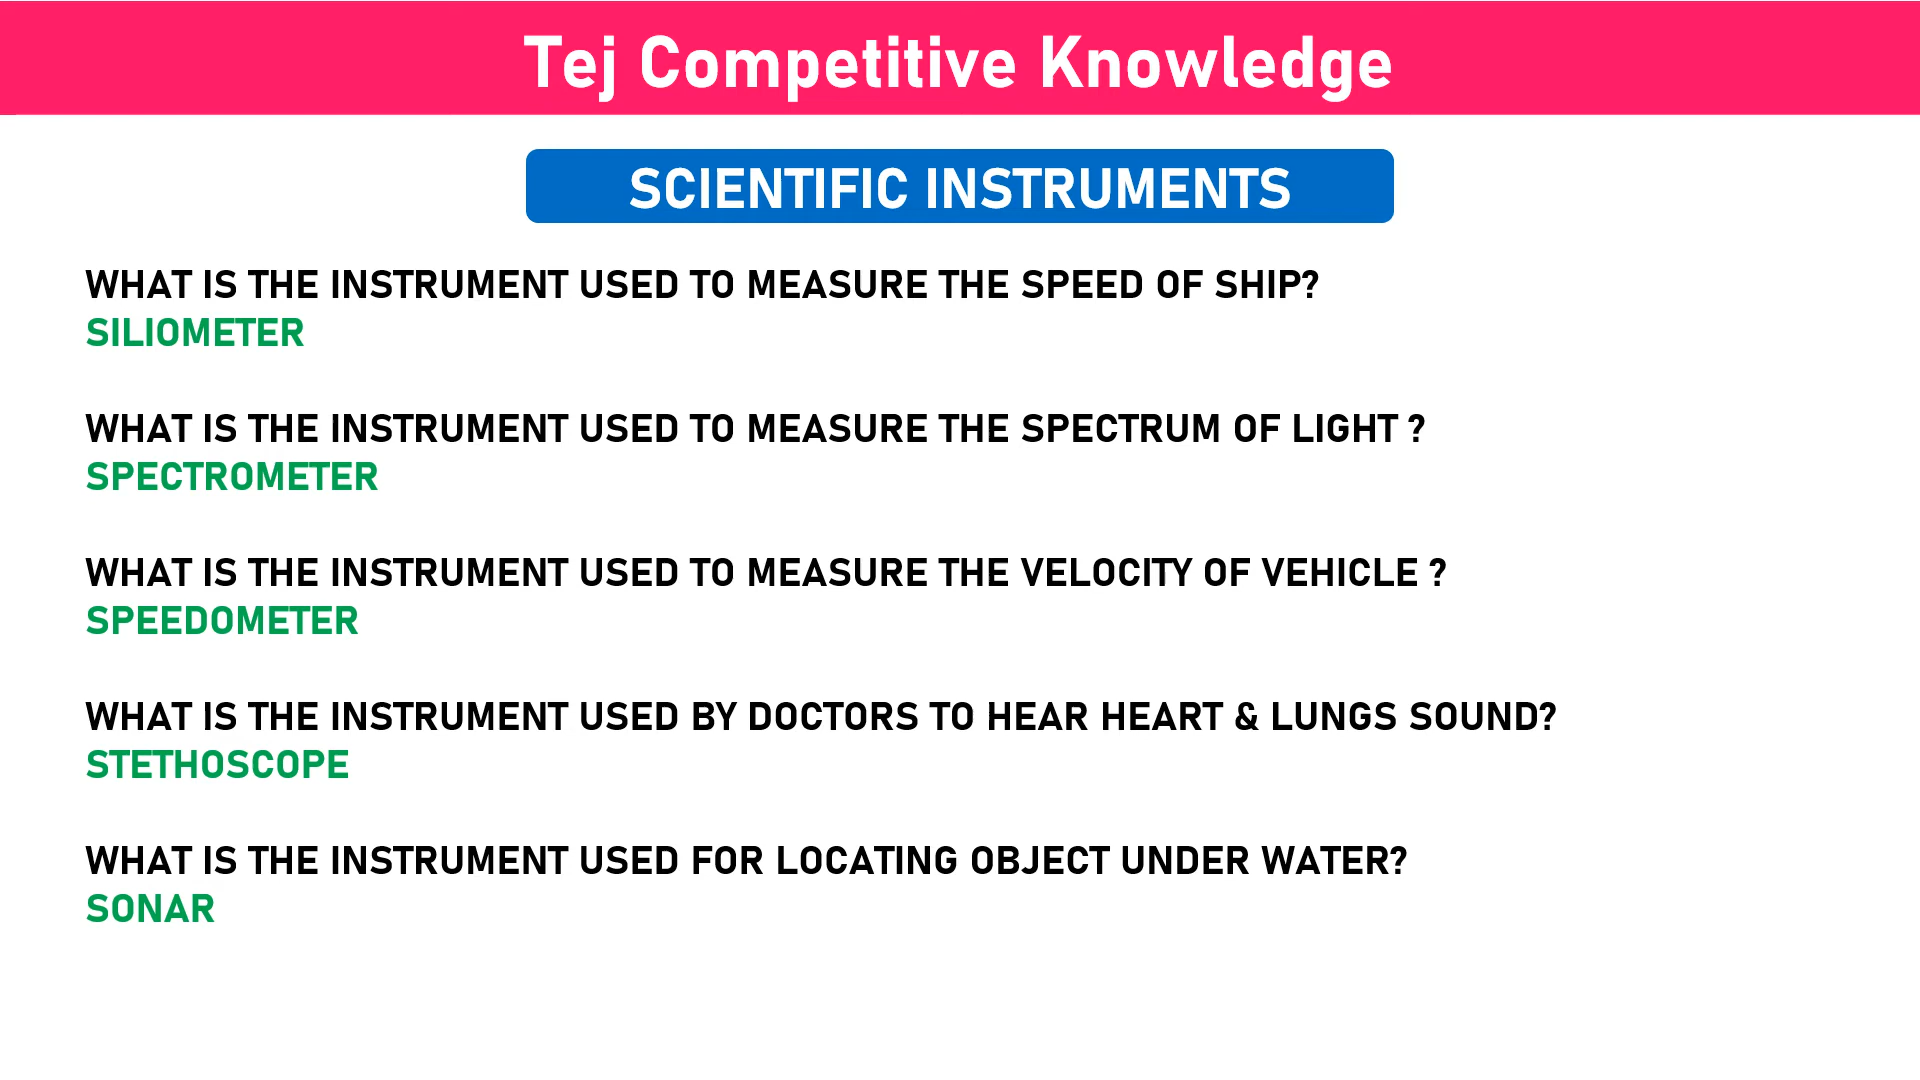 Tej Competitive Knowledge
SCIENTIFIC INSTRUMENTS
WHAT IS THE INSTRUMENT USED TO MEASURE THE SPEED OF SHIP?
SILIOMETER
WHAT IS THE INSTRUMENT USED TO MEASURE THE SPECTRUM OF LIGHT ?
SPECTROMETER
WHAT IS THE INSTRUMENT USED TO MEASURE THE VELOCITY OF VEHICLE ?
SPEEDOMETER
WHAT IS THE INSTRUMENT USED BY DOCTORS TO HEAR HEART & LUNGS SOUND?
STETHOSCOPE
WHAT IS THE INSTRUMENT USED FOR LOCATING OBJECT UNDER WATER?
SONAR